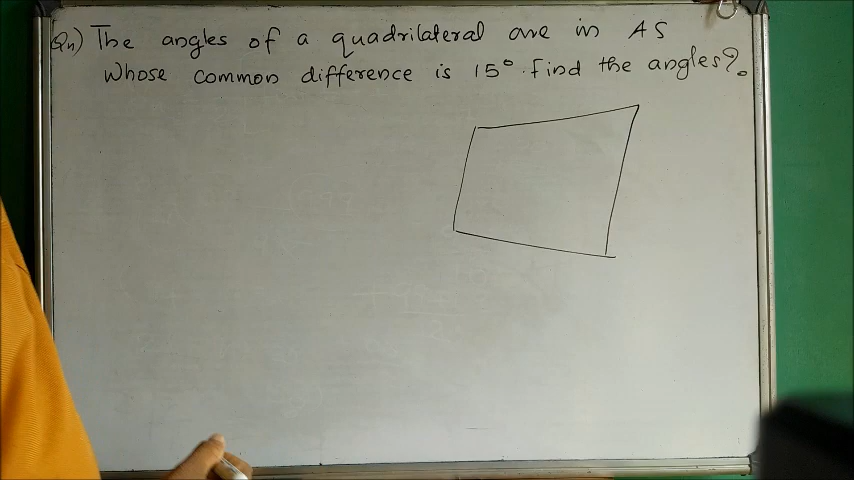 Qn) The angles of a quadrilateral are in AS
Whose common difference is 15°. Find the angles?.